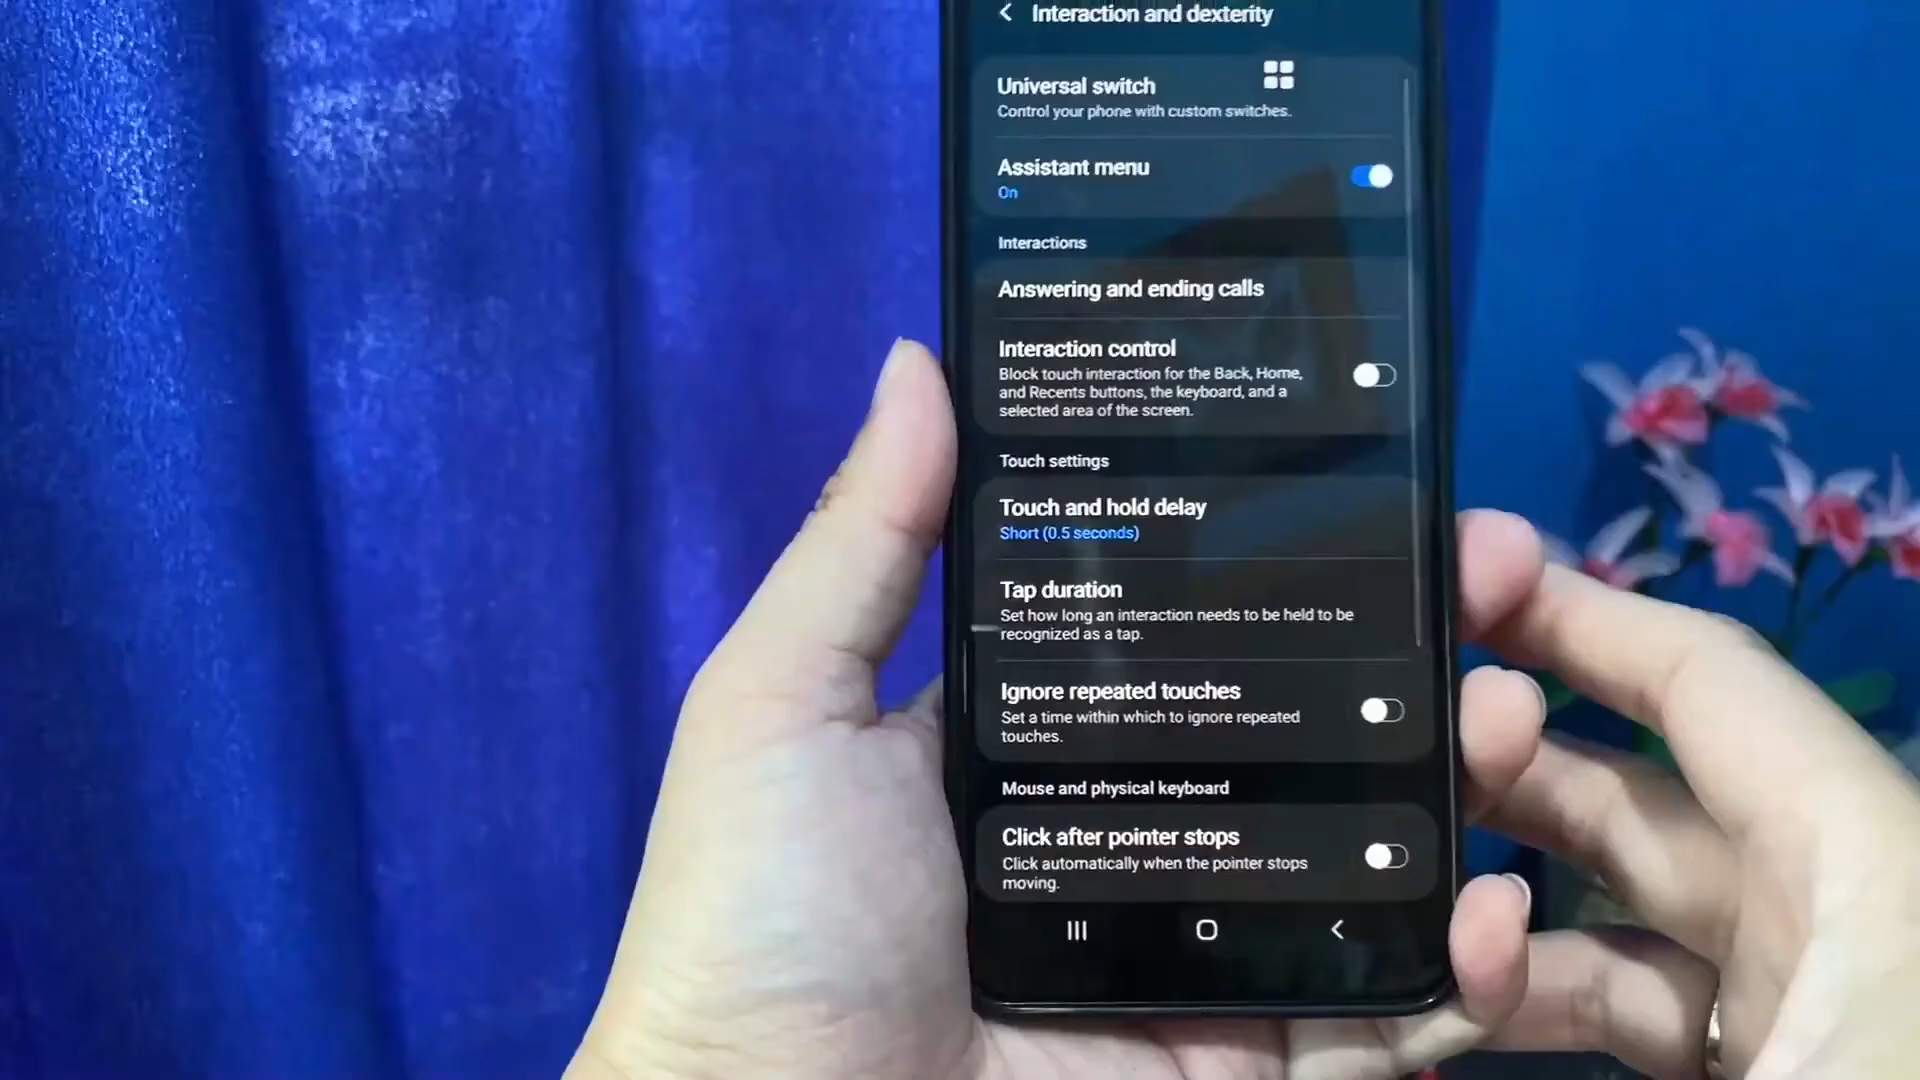 Interaction and dexterity
Universal switch
Control your phone with custom switches.
Assistant menu
On
Interactions
Answering and ending calls
Interaction control
Block touch interaction for the Back, Home,
and Recents buttons, the keyboard, and a
selected area of the screen.
Touch settings
Touch and hold delay
Short (0.5 seconds)
Tap duration
Set how long an interaction needs to be held to be
recognized as a tap.
Ignore repeated touches
Set a time within which to ignore repeated
touches.
Mouse and physical keyboard
Click after pointer stops
Click automatically when the pointer stops
moving.